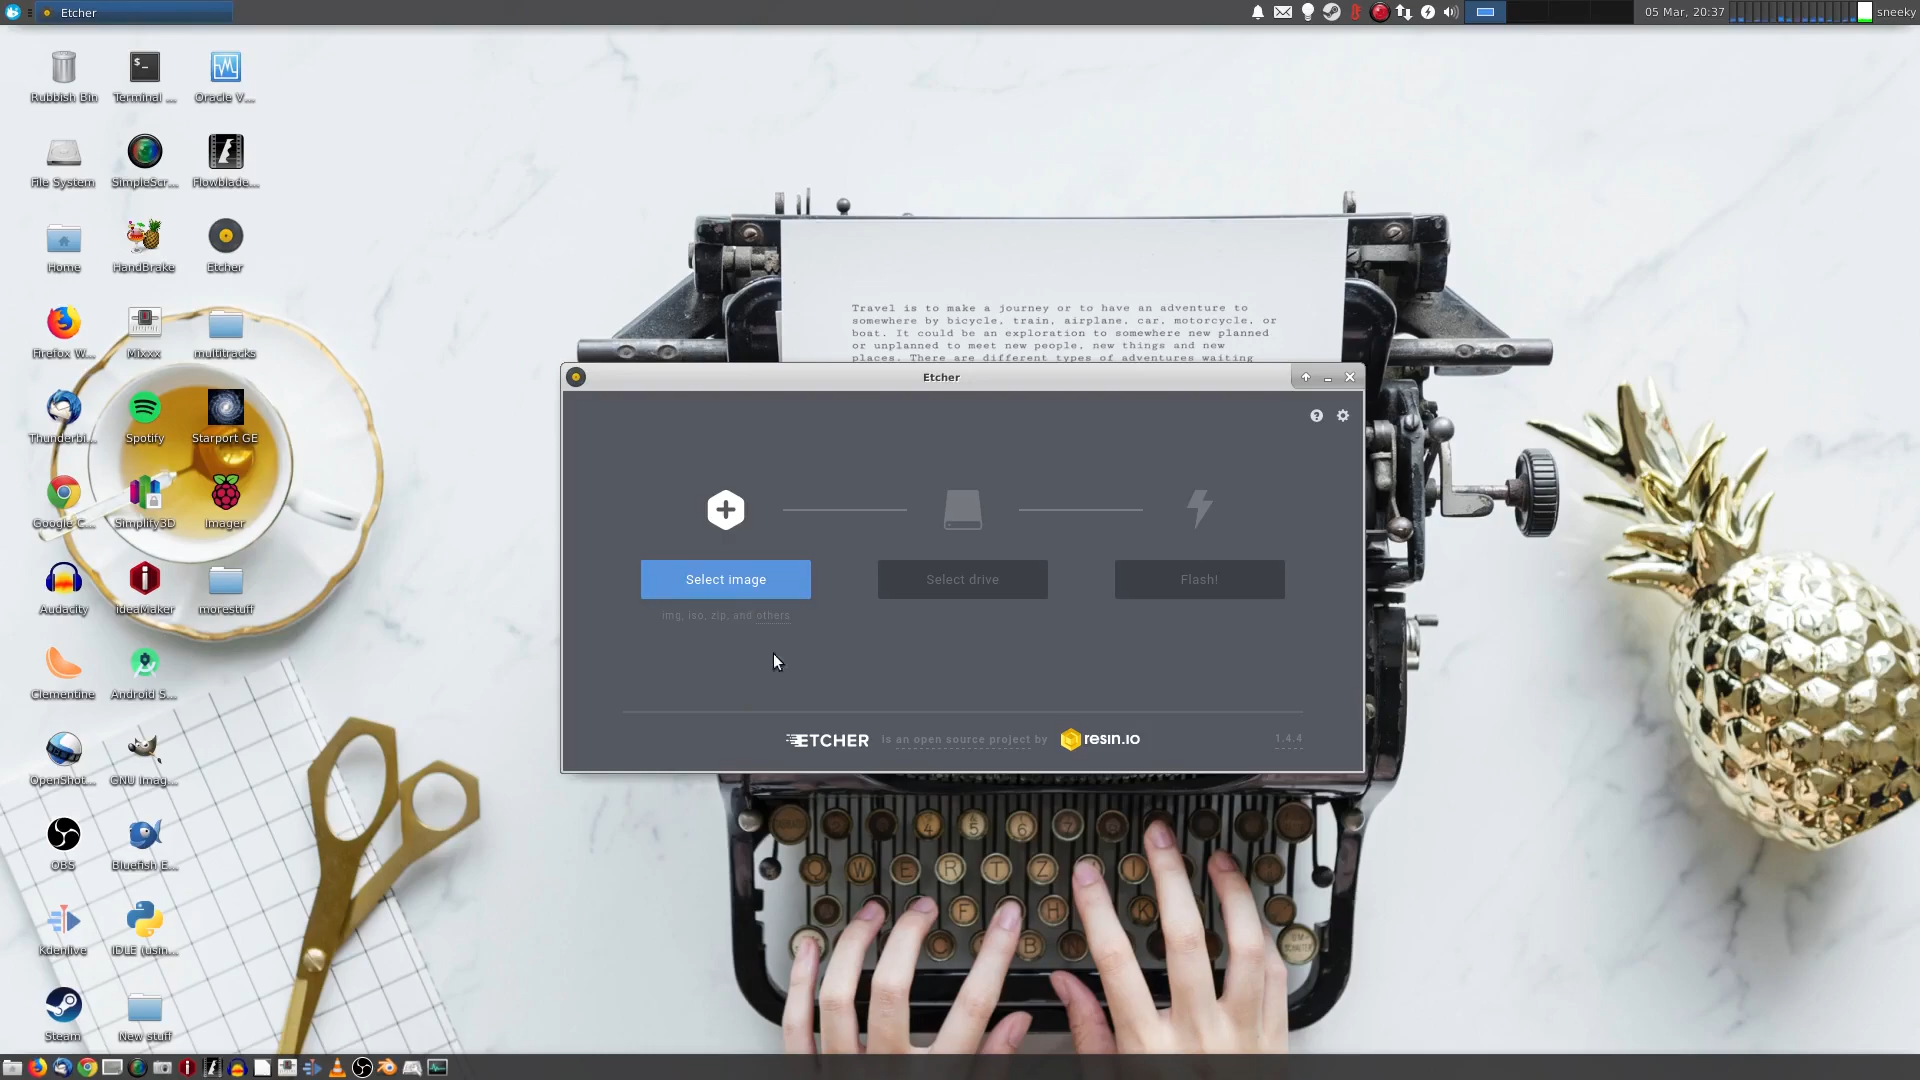 Etcher
05 Mar, 20:37
sneeky
Rubbish Bin
Terminal ...
Oracle V...
File System
SimpleScr...
Flowblade...
Home
HandBrake
Etcher
Firefox W...
Mixxx
multitracks
Thunderbi...
Spotify
Starport GE
Google C...
Simplify3D
Imager
Audacity
IdeaMaker
morestuff
Clementine
Android S...
OpenShot...
GNU Imag...
OBS
Bluefish E...
Kdenlive
IDLE (usin...
Steam
New stuff
Travel is to make a journey or to have an adventure to
somewhere by bicycle, train, airplane, car, motorcycle, or
boat. It could be an exploration to somewhere new planned
or unplanned to meet new people, new things and new
places. There are different types of adventures waiting
Etcher
Select image
Select drive
Flash!
img, iso, zip, and others
ETCHER is an open source project by resin.io
1.4.4
4 5 6 7
Q W E R T Z I
F H K
C B N